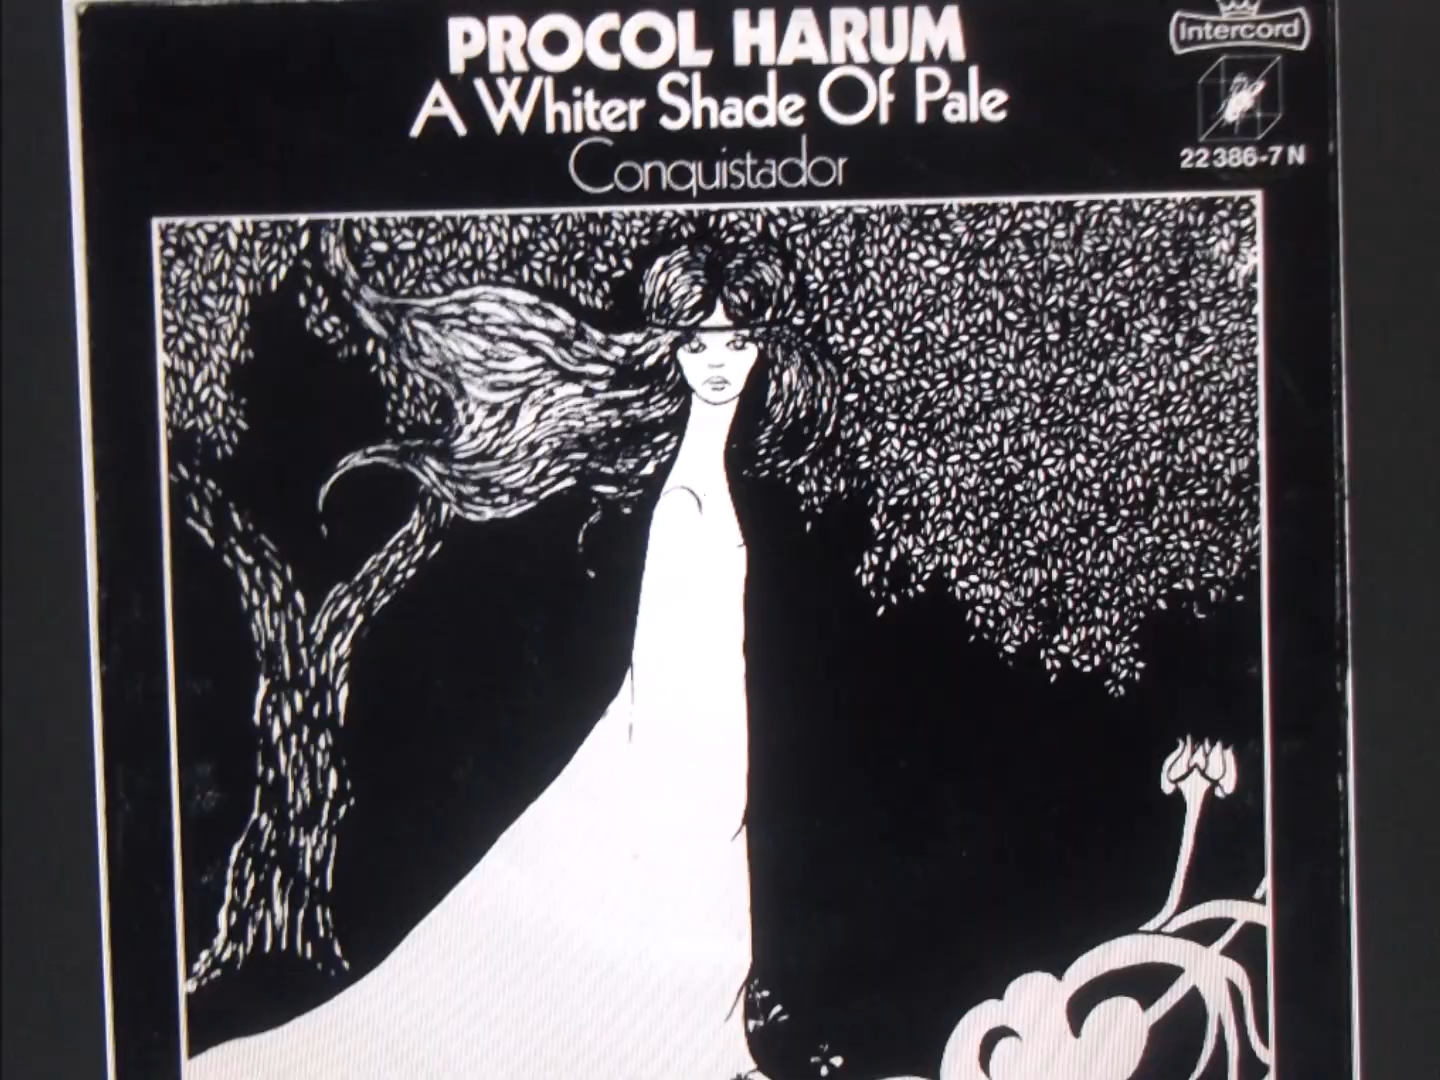 PROCOL HARUM
A Whiter Shade Of Pale
Conquistador
Intercord
22 386-7 N